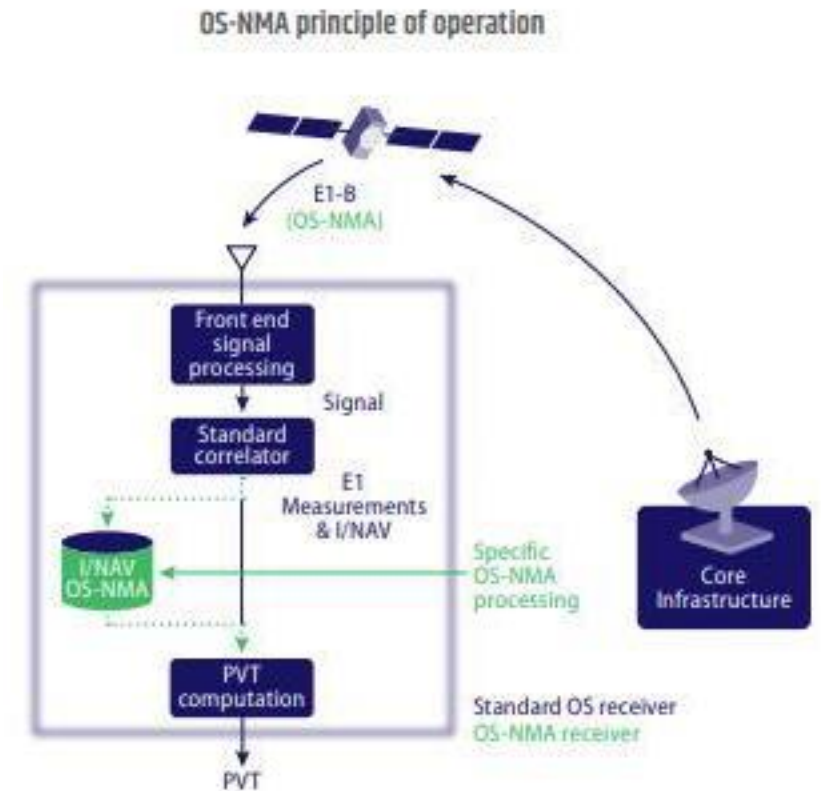 OS-NMA principle of operation
E1-B
(OS-NMA)
Front end
signal
processing
Signal
Standard
correlator
E1
Measurements
& I/NAV
I/NAV
OS-NMA
Specific
OS-NMA
processing
Core
Infrastructure
PVT
computation
Standard OS receiver
OS-NMA receiver
PVT